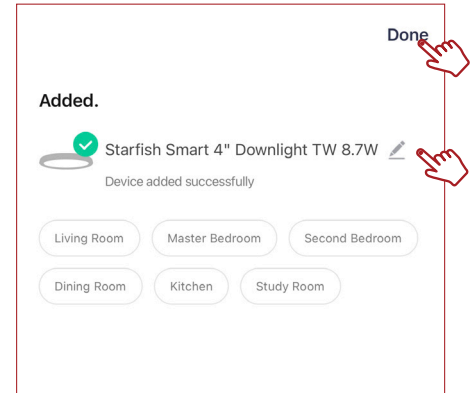 Done
Added.
Starfish Smart 4" Downlight TW 8.7W
Device added successfully
Living Room Master Bedroom Second Bedroom
Dining Room Kitchen Study Room